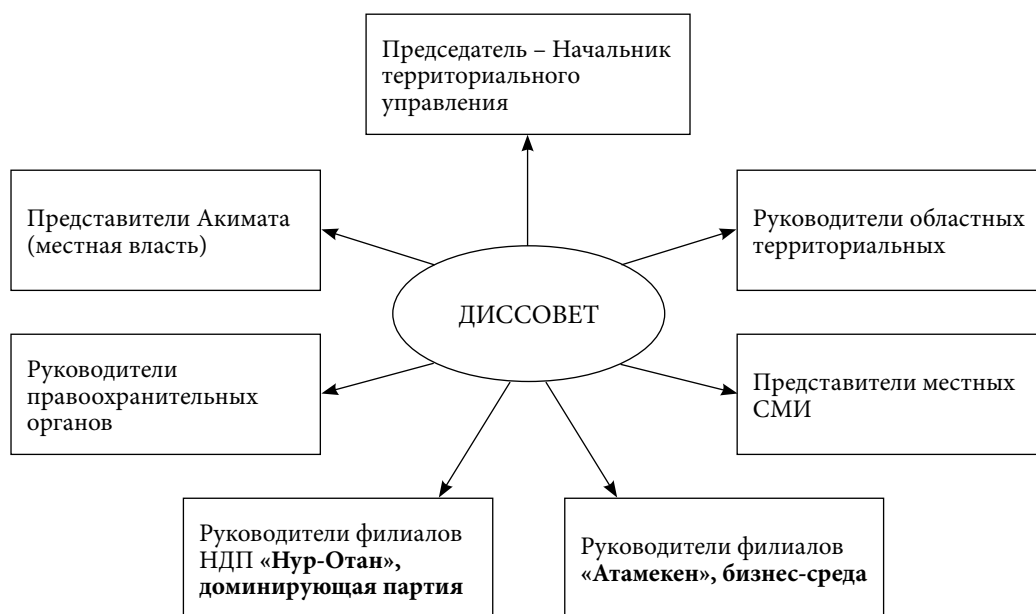 Председатель – Начальник
территориального
управления
Представители Акимата
(местная власть)
Руководители областных
территориальных
ДИССОВЕТ
Руководители
правоохранительных
органов
Представители местных
СМИ
Руководители филиалов
НДП «Нур-Отан»,
доминирующая партия
Руководители филиалов
«Атамекен», бизнес-среда